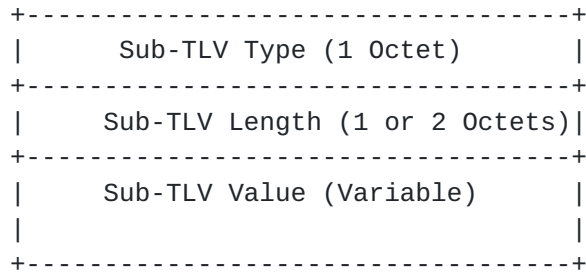 +-----------------------------------+
|      Sub-TLV Type (1 Octet)       |
+-----------------------------------+
|     Sub-TLV Length (1 or 2 Octets)|
+-----------------------------------+
|     Sub-TLV Value (Variable)      |
|                                   |
+-----------------------------------+